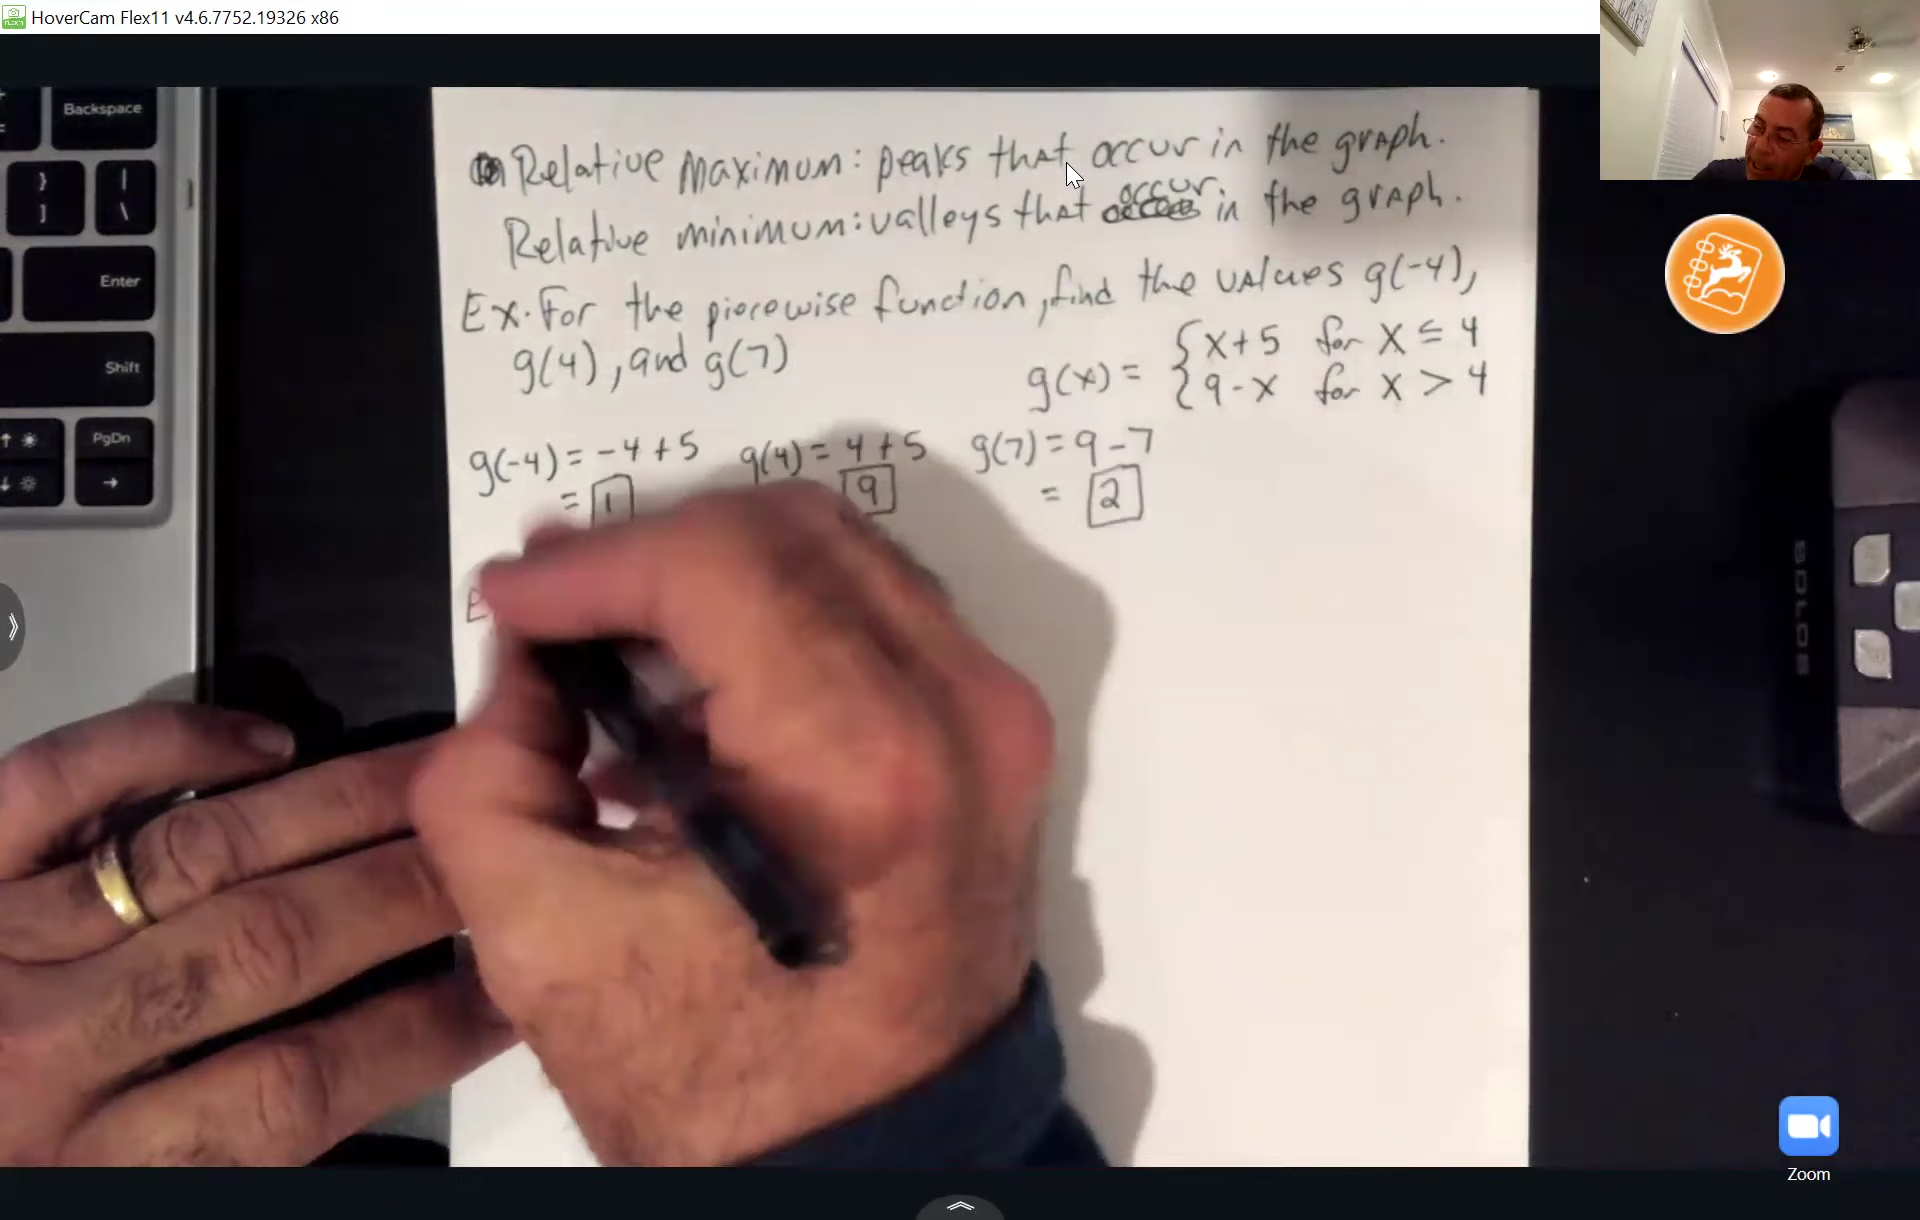 HoverCam Flex11 v4.6.7752.19326 x86
Backspace
}
]
|
\
Enter
Shift
PgDn
Relative maximum: peaks that occur in the graph.
Relative minimum: valleys that occur in the graph.
Ex. For the piecewise function, find the values g(-4),
g(4), and g(7)
g(x) = { x+5 for x ≤ 4
{ 9-x for x > 4
g(-4) = -4+5 g(4) = 4+5 g(7) = 9-7
= 1 9 = 2
SOLOS
Zoom